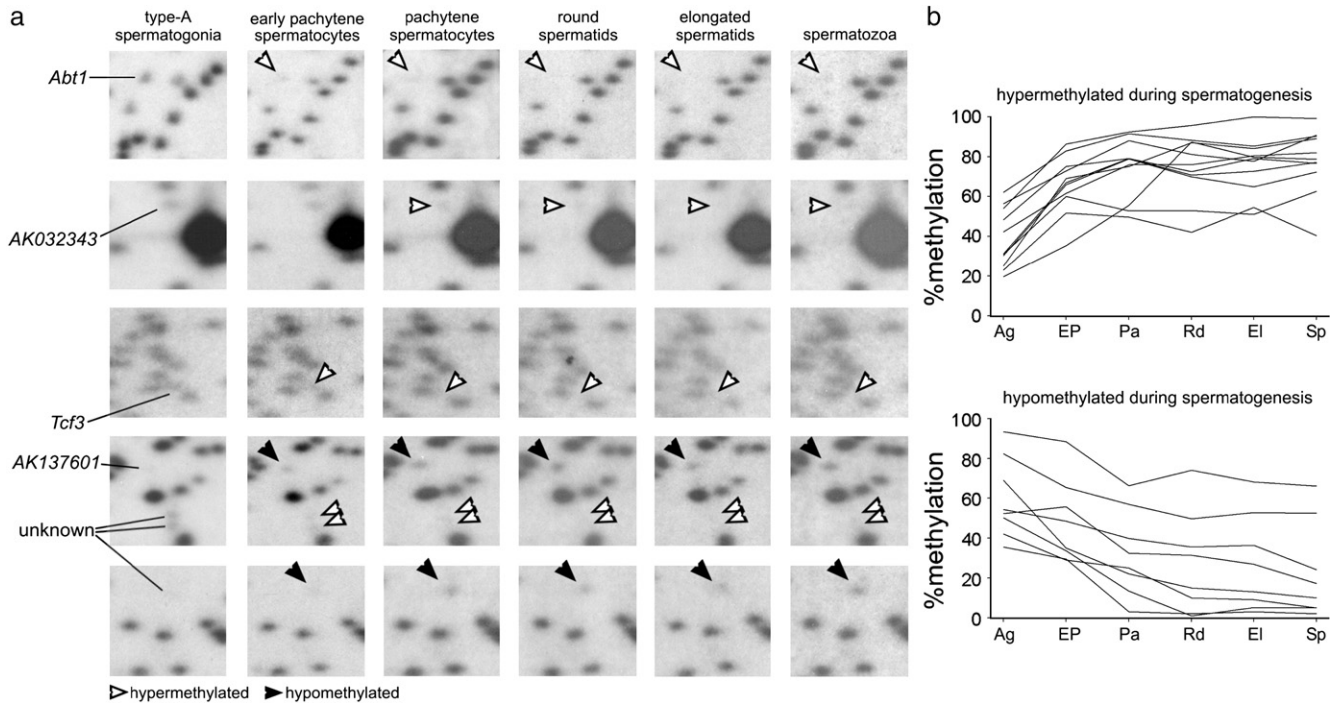 a
type-A
spermatogonia
early pachytene
spermatocytes
pachytene
spermatocytes
round
spermatids
elongated
spermatids
spermatozoa
Abt1
AK032343
Tcf3
AK137601
unknown
hypermethylated
hypomethylated
b
hypermethylated during spermatogenesis
%methylation
100
80
60
40
20
0
Ag EP Pa Rd El Sp
hypomethylated during spermatogenesis
%methylation
100
80
60
40
20
0
Ag EP Pa Rd El Sp